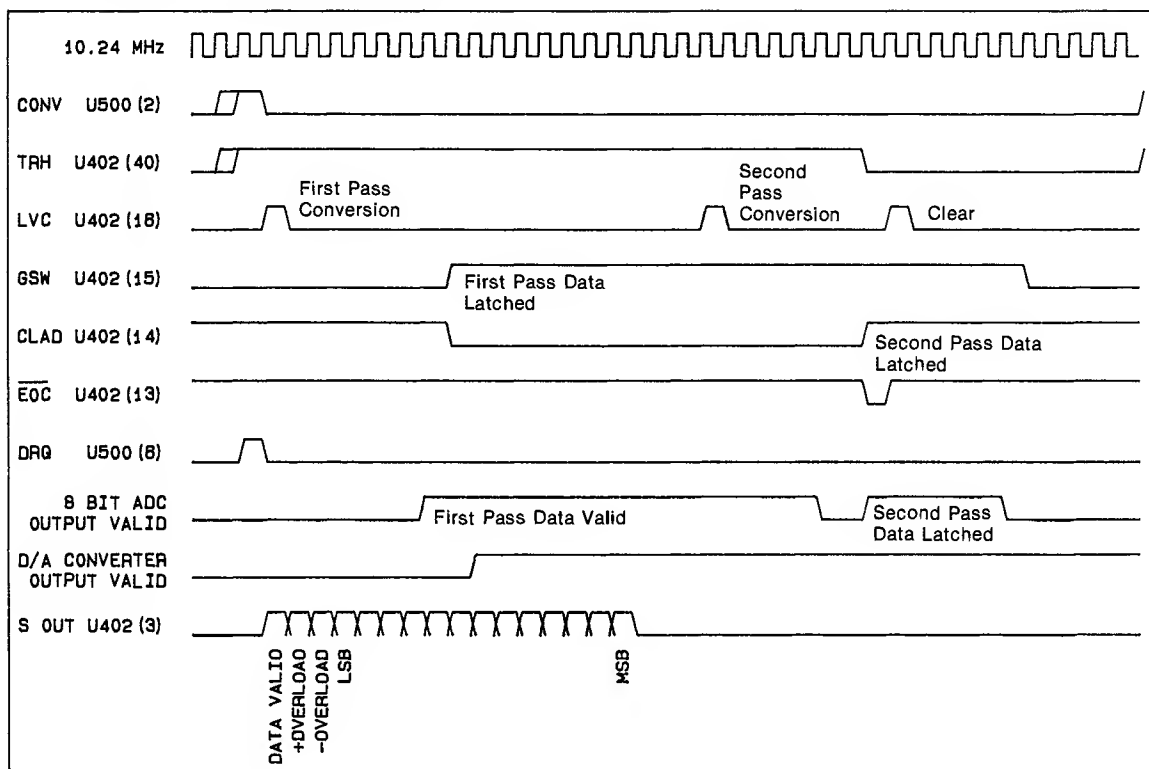 10.24 MHz
CONV U500 (2)
TRH U402 (40)
First Pass
Conversion
Second
Pass
Conversion
LVC U402 (18)
Clear
GSW U402 (15)
First Pass Data
Latched
CLAD U402 (14)
Second Pass Data
Latched
EOC U402 (13)
DRQ U500 (8)
8 BIT ADC
OUTPUT VALID
First Pass Data Valid
Second Pass
Data Latched
D/A CONVERTER
OUTPUT VALID
S OUT U402 (3)
DATA VALID
+OVERLOAD
-OVERLOAD
LSB
MSB